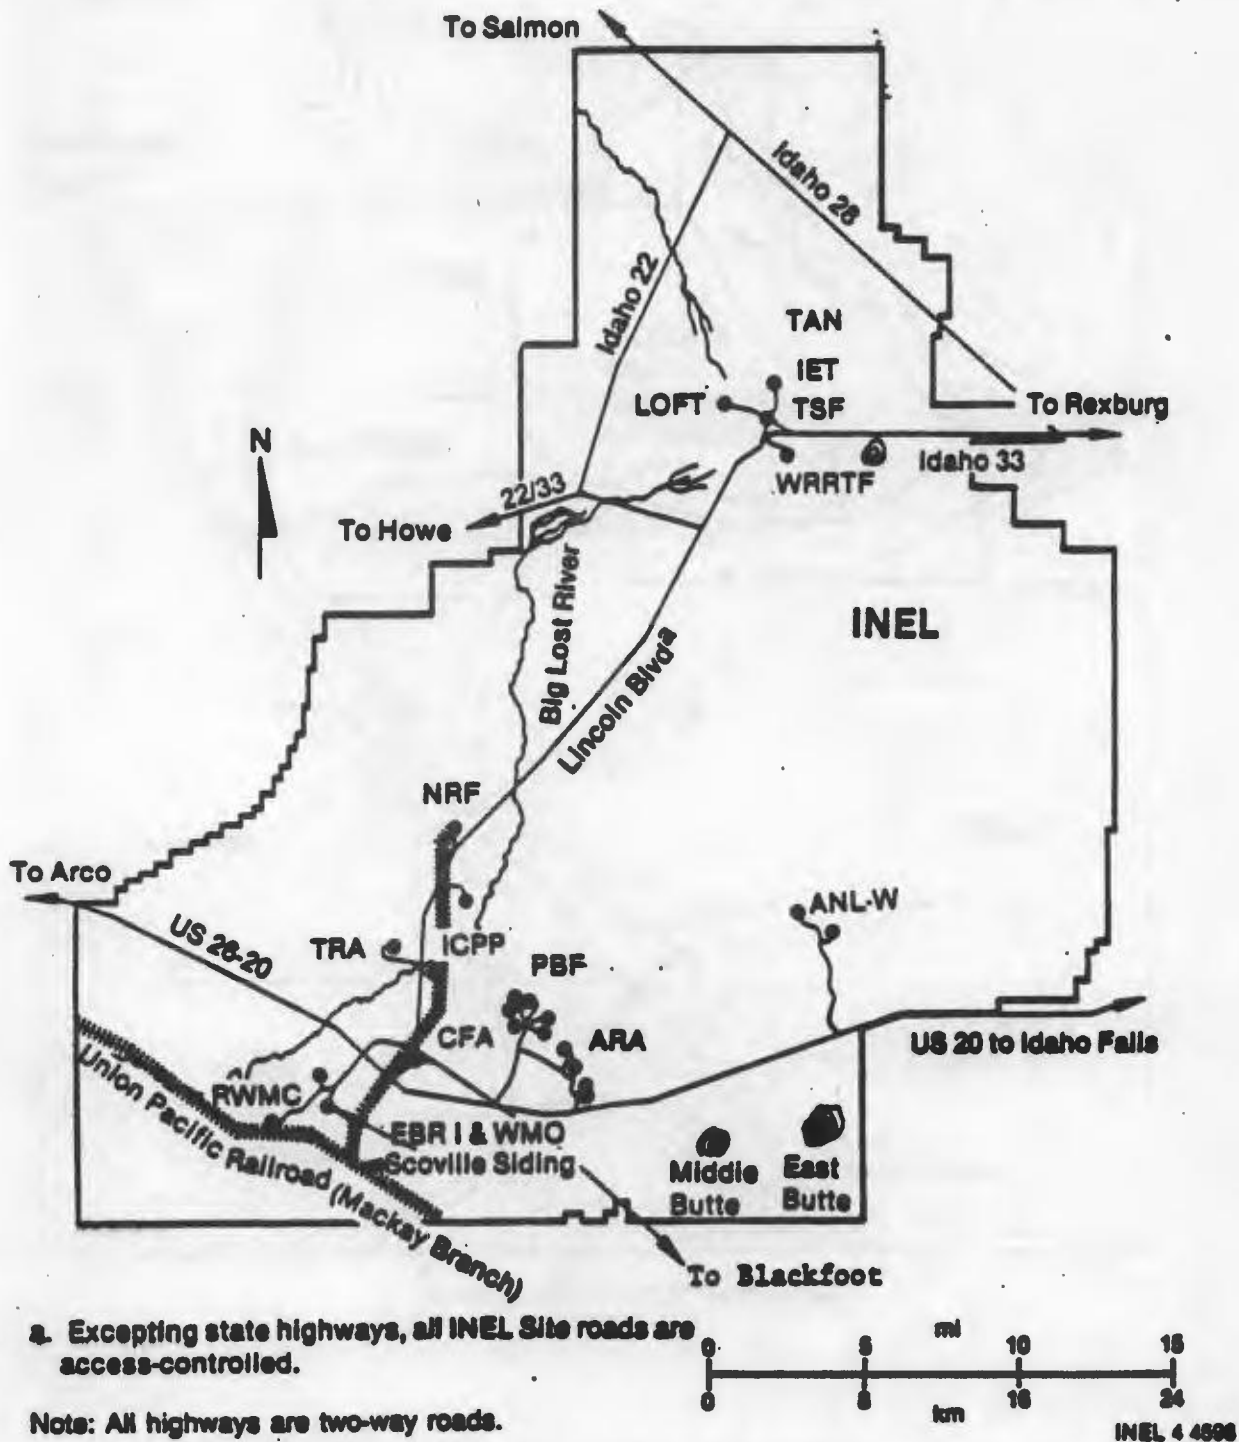 To Salmon
Idaho 28
Idaho 22
TAN
IET
LOFT
TSF
To Rexburg
N
22/33
WRRTF
Idaho 33
To Howe
Big Lost River
INEL
Lincoln Blvd a
NRF
To Arco
ANL-W
US 26-20
TRA
ICPP
PBF
CFA
ARA
US 20 to Idaho Falls
RWMC
Union Pacific Railroad (Mackay Branch)
EBR I & WMO
Scoville Siding
Middle
Butte
East
Butte
To Blackfoot
a. Excepting state highways, all INEL Site roads are
access-controlled.
mi
0 5 10 15
0 8 16 24
km
Note: All highways are two-way roads.
INEL 4 4698